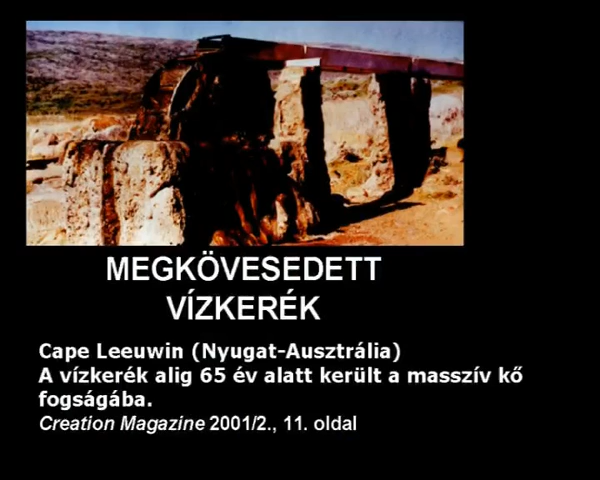 MEGKÖVESEDETT
VÍZKERÉK
Cape Leeuwin (Nyugat-Ausztrália)
A vízkerék alig 65 év alatt került a masszív kő
fogságába.
Creation Magazine 2001/2., 11. oldal